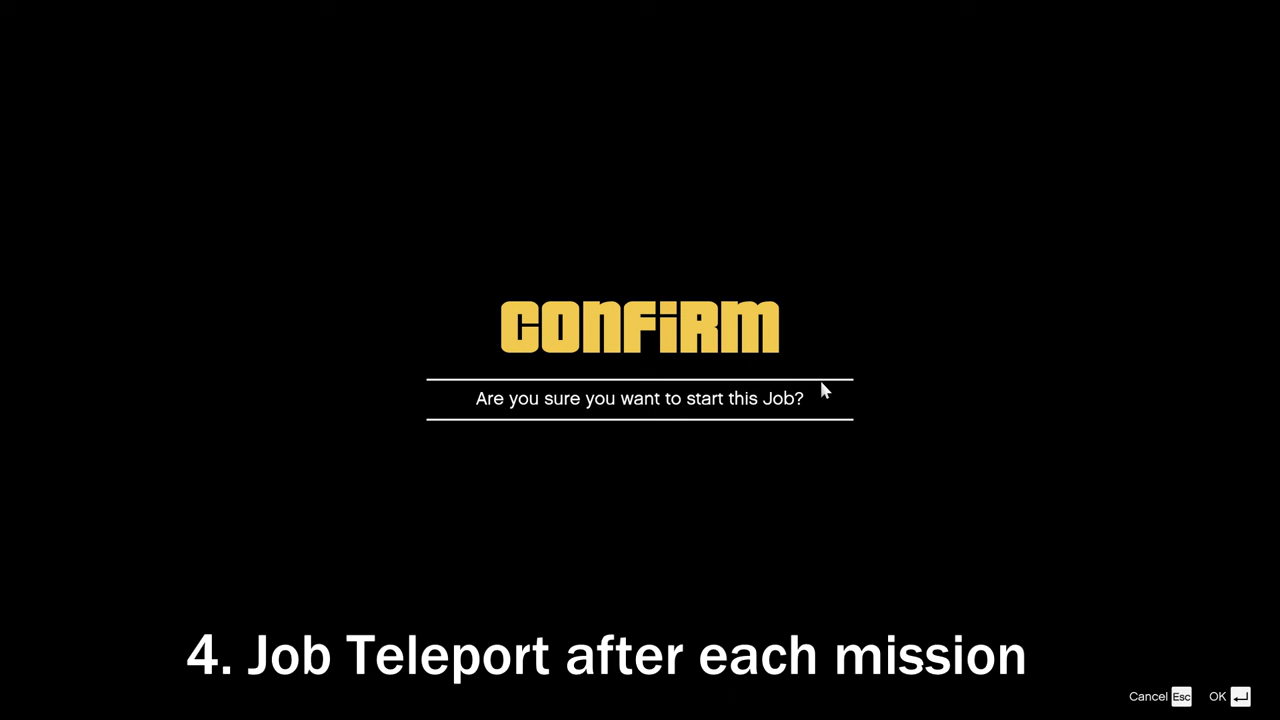 CONFIRM
Are you sure you want to start this Job?
4. Job Teleport after each mission
Cancel Esc OK